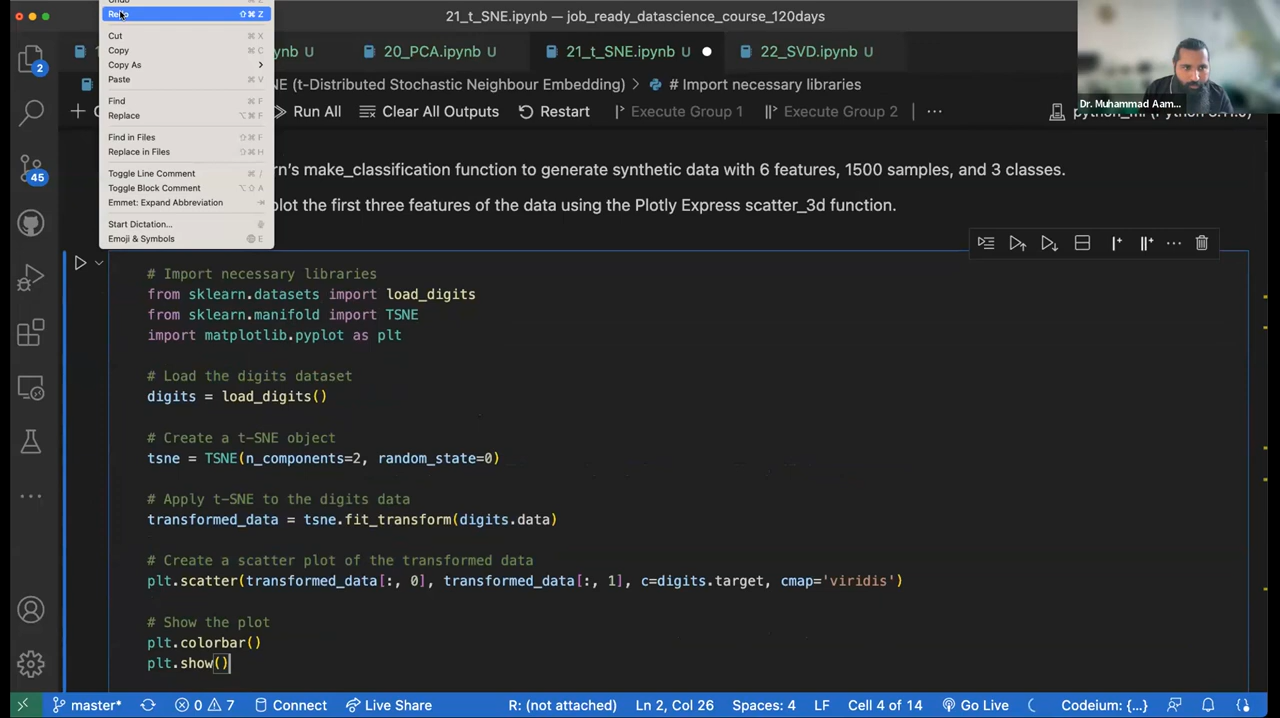 Undo ⌘ Z
Redo ⇧ ⌘ Z
Cut ⌘ X
Copy ⌘ C
Copy As
Paste ⌘ V
Find ⌘ F
Replace ⌥ ⌘ F
Find in Files ⇧ ⌘ F
Replace in Files ⇧ ⌘ H
Toggle Line Comment ⌘ /
Toggle Block Comment ⌥ ⇧ A
Emmet: Expand Abbreviation
Start Dictation...
Emoji & Symbols E
21_t_SNE.ipynb — job_ready_datascience_course_120days
nb U
20_PCA.ipynb U
21_t_SNE.ipynb U
22_SVD.ipynb U
NE (t-Distributed Stochastic Neighbour Embedding) > # Import necessary libraries
Run All
Clear All Outputs
Restart
Execute Group 1
Execute Group 2
...
Dr. Muhammad Aam...
rn's make_classification function to generate synthetic data with 6 features, 1500 samples, and 3 classes.
plot the first three features of the data using the Plotly Express scatter_3d function.
2
45
# Import necessary libraries
from sklearn.datasets import load_digits
from sklearn.manifold import TSNE
import matplotlib.pyplot as plt
# Load the digits dataset
digits = load_digits()
# Create a t-SNE object
tsne = TSNE(n_components=2, random_state=0)
# Apply t-SNE to the digits data
transformed_data = tsne.fit_transform(digits.data)
# Create a scatter plot of the transformed data
plt.scatter(transformed_data[:, 0], transformed_data[:, 1], c=digits.target, cmap='viridis')
# Show the plot
plt.colorbar()
plt.show()
master* 0 7 Connect Live Share R: (not attached) Ln 2, Col 26 Spaces: 4 LF Cell 4 of 14 Go Live Codeium: {...}